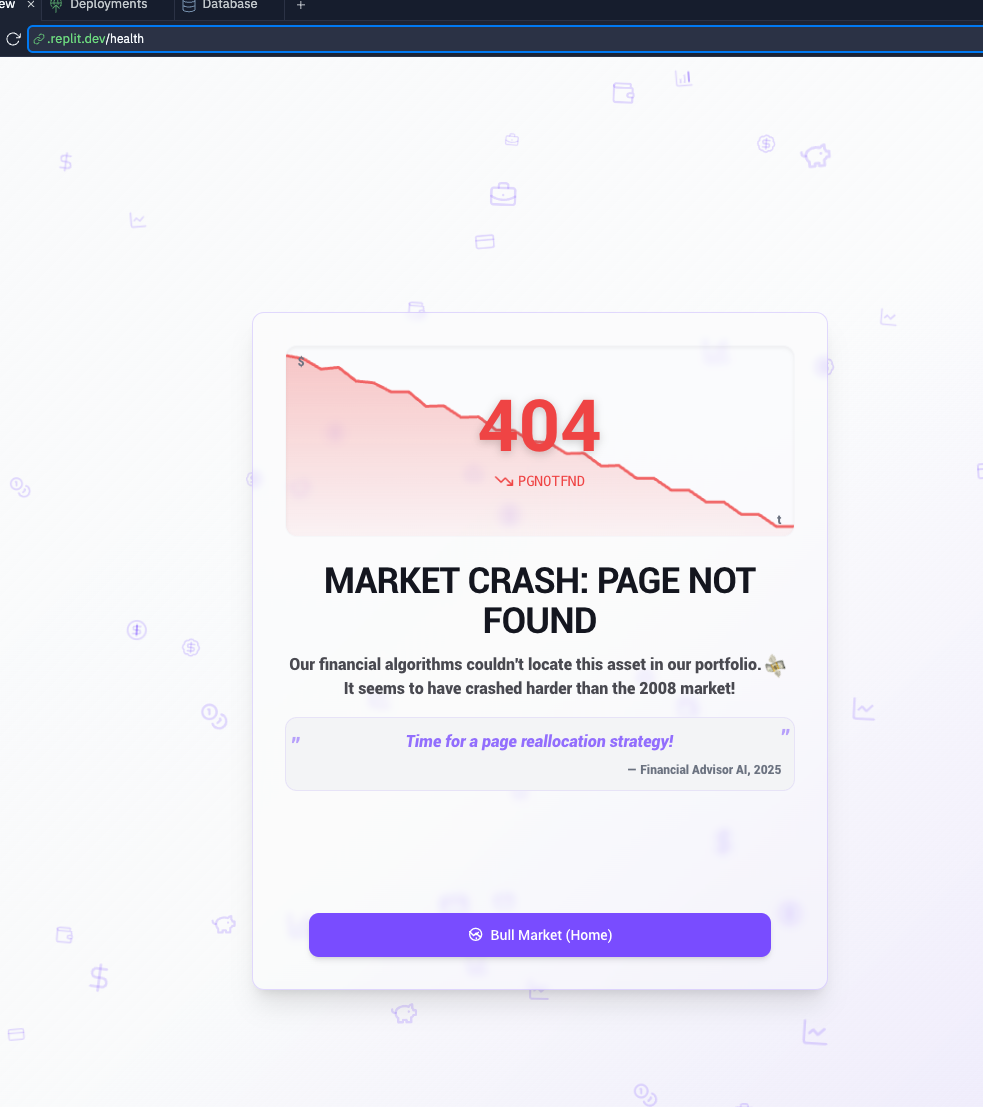 ew × Deployments Database +
.replit.dev/health
$
404
PGNOTFND
t
MARKET CRASH: PAGE NOT
FOUND
Our financial algorithms couldn't locate this asset in our portfolio. 💸
It seems to have crashed harder than the 2008 market!
" Time for a page reallocation strategy! "
— Financial Advisor AI, 2025
Bull Market (Home)